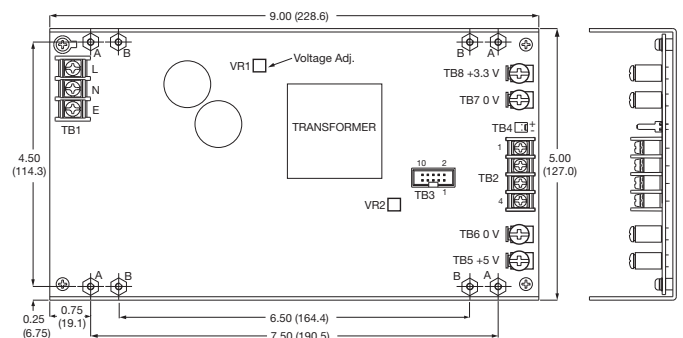 9.00 (228.6)
A B B A
VR1 Voltage Adj.
L
N
E
TB1
TB8 +3.3 V
TB7 0 V
TB4 + -
TRANSFORMER
4.50
(114.3)
5.00
(127.0)
1
TB2
4
10 2
TB3 1
VR2
TB6 0 V
TB5 +5 V
A B B A
0.25
(6.75)
0.75
(19.1)
6.50 (164.4)
7.50 (190.5)